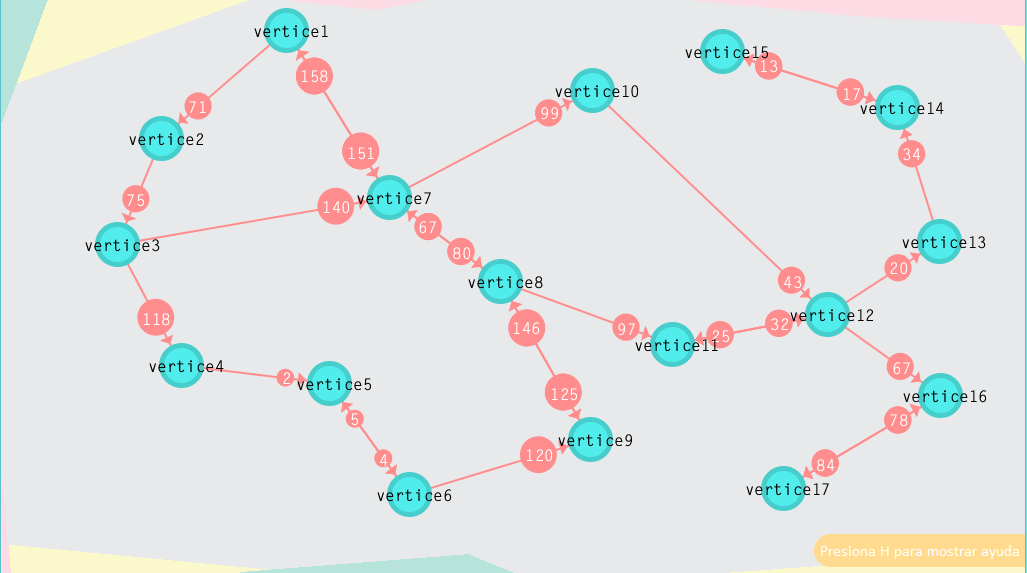 vertice1
vertice15
13
158
17
vertice10
71
99
vertice14
vertice2
151
34
75
140
vertice7
67
80
vertice3
vertice13
20
vertice8
43
118
146
97
25
32
vertice12
vertice11
vertice4
2
vertice5
67
125
vertice16
5
78
4
120
vertice9
84
vertice6
vertice17
Presiona H para mostrar ayuda